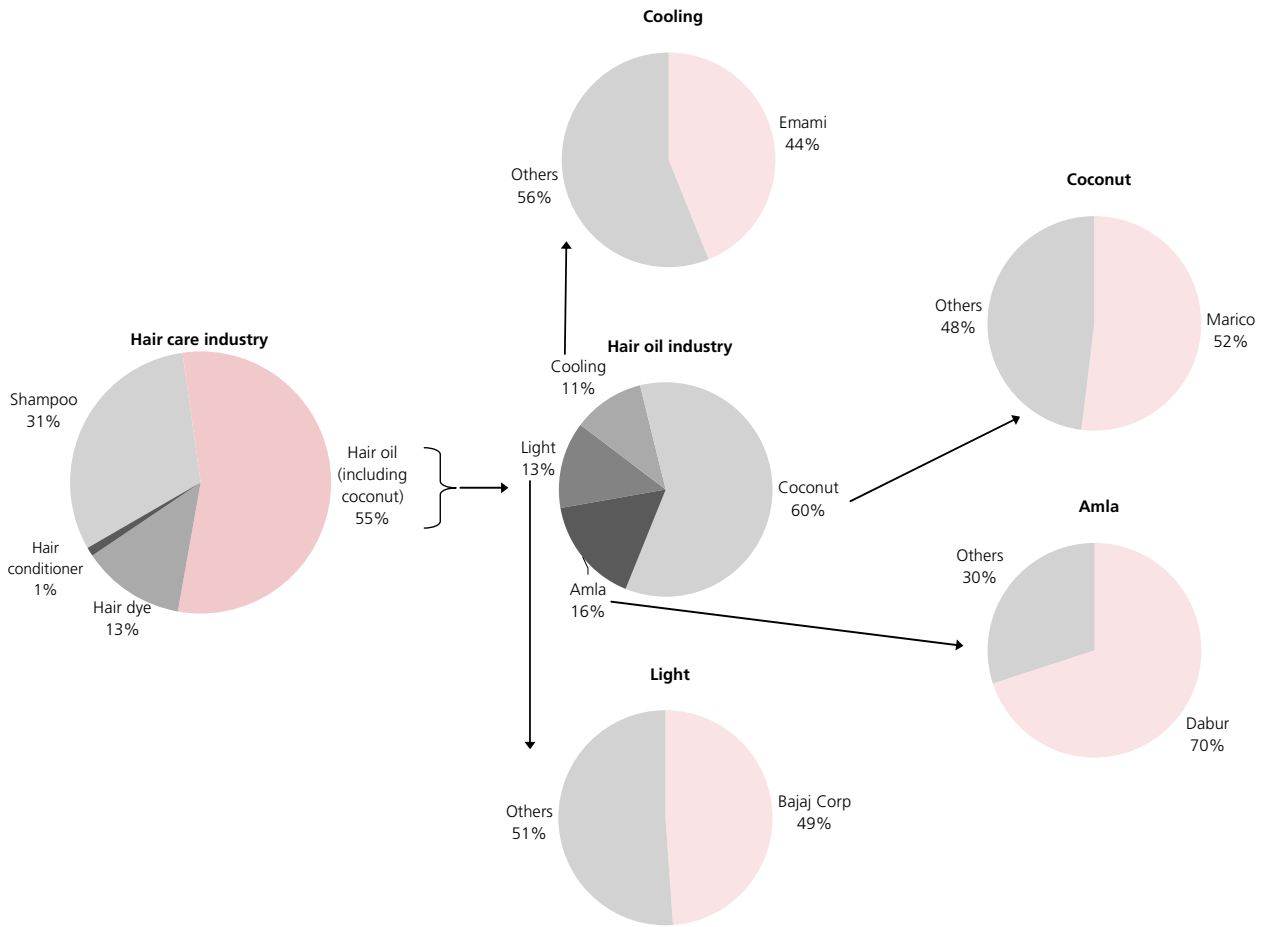 Cooling
Emami
44%
Others
56%
Coconut
Others
48%
Marico
52%
Hair care industry
Shampoo
31%
Hair oil
(including
coconut)
55%
Hair
conditioner
1%
Hair dye
13%
Hair oil industry
Cooling
11%
Light
13%
Coconut
60%
Amla
16%
Amla
Others
30%
Dabur
70%
Light
Others
51%
Bajaj Corp
49%